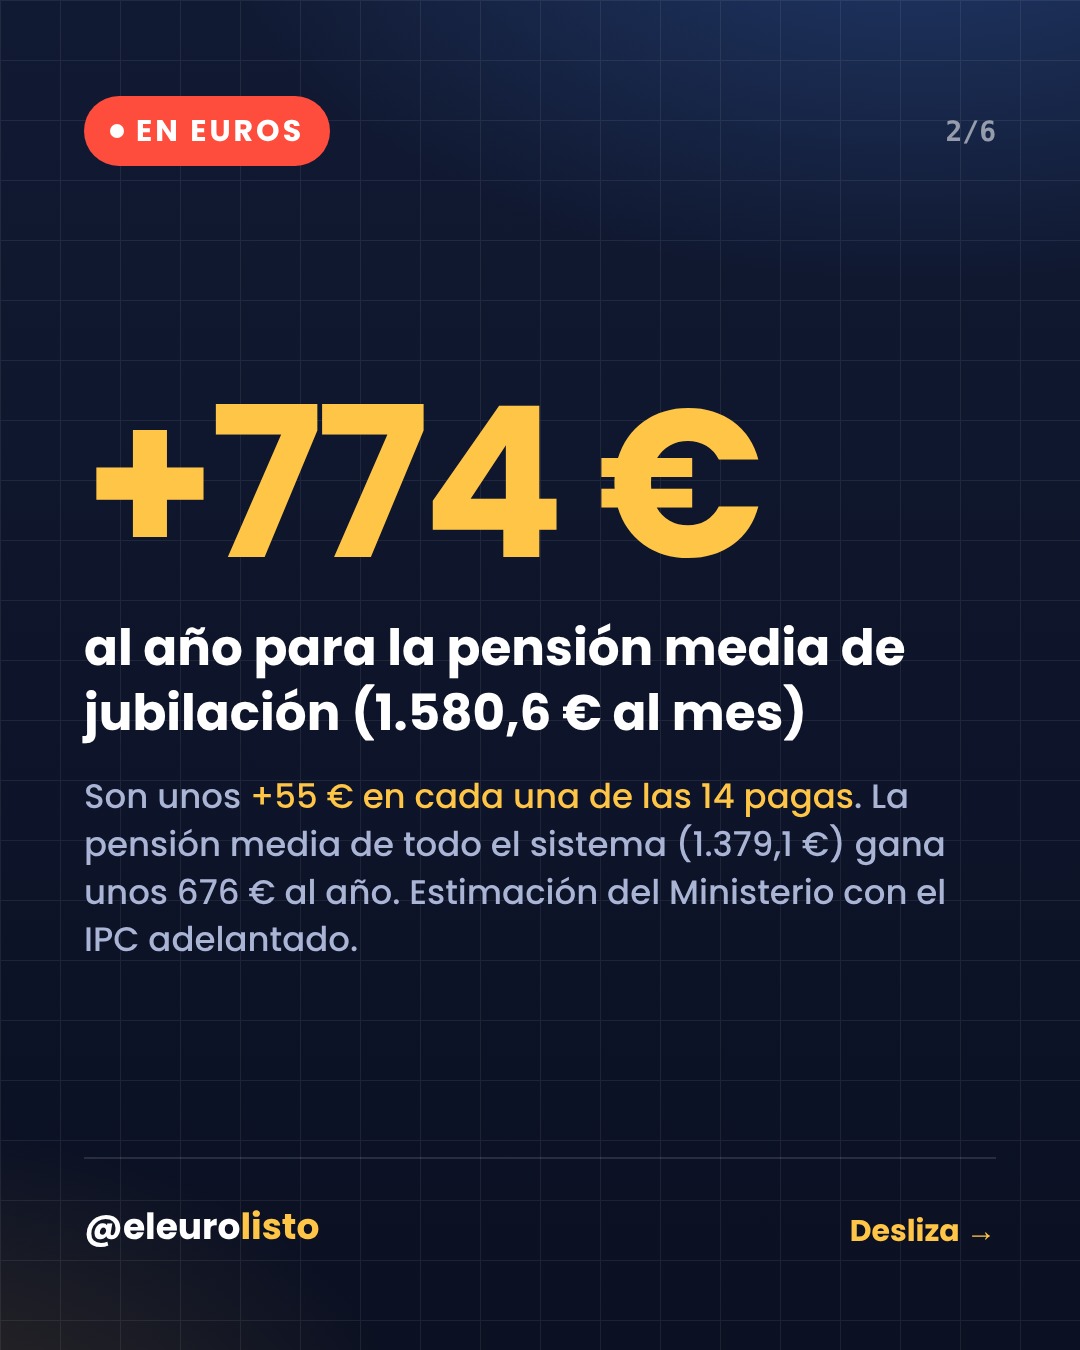 EN EUROS
2/6
+774 €
al año para la pensión media de
jubilación (1.580,6 € al mes)
Son unos +55 € en cada una de las 14 pagas. La
pensión media de todo el sistema (1.379,1 €) gana
unos 676 € al año. Estimación del Ministerio con el
IPC adelantado.
@eleurolisto
Desliza →